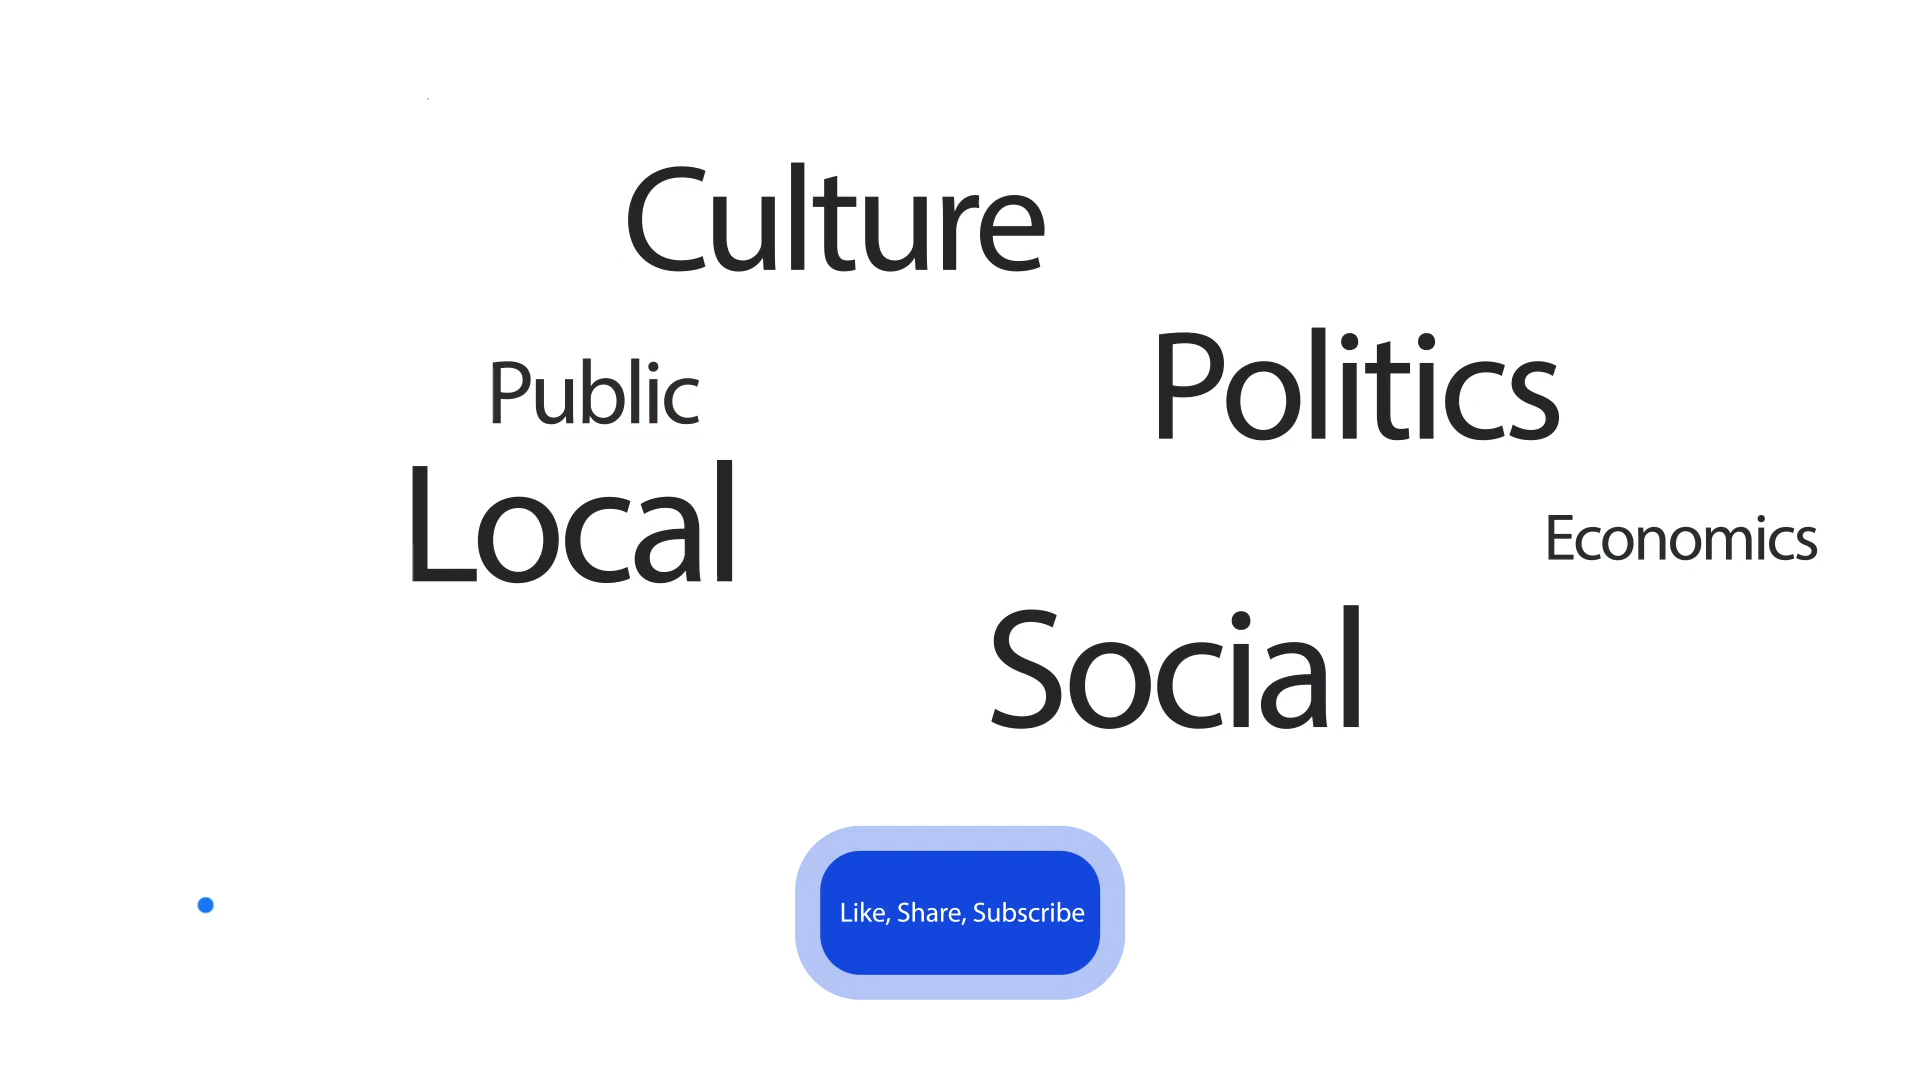 Culture
Public
Politics
Local
Economics
Social
Like, Share, Subscribe